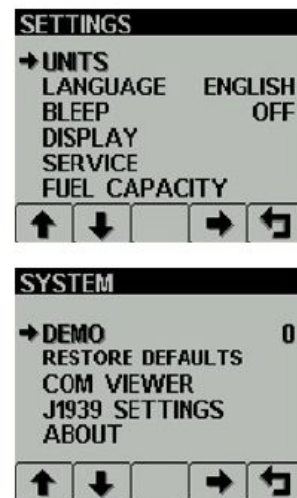 SETTINGS
UNITS
LANGUAGE ENGLISH
BLEEP OFF
DISPLAY
SERVICE
FUEL CAPACITY
SYSTEM
DEMO 0
RESTORE DEFAULTS
COM VIEWER
J1939 SETTINGS
ABOUT